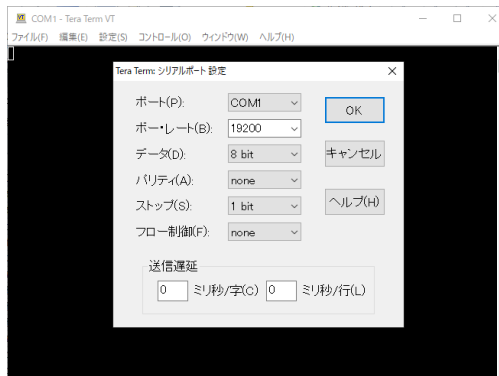 COM1 - Tera Term VT
ファイル(F) 編集(E) 設定(S) コントロール(O) ウィンドウ(W) ヘルプ(H)
Tera Term: シリアルポート 設定
ポート(P): COM1
OK
ボー・レート(B): 19200
データ(D): 8 bit
キャンセル
パリティ(A): none
ストップ(S): 1 bit
ヘルプ(H)
フロー制御(F): none
送信遅延
0 ミリ秒/字(C) 0 ミリ秒/行(L)